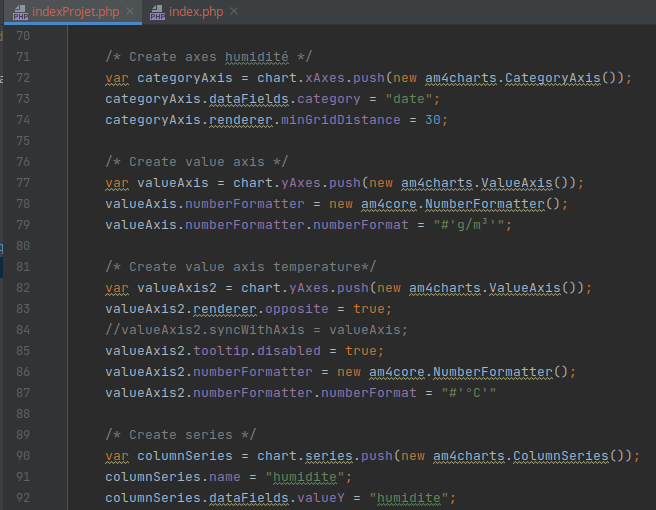 indexProjet.php × index.php ×
70
71 /* Create axes humidité */
72 var categoryAxis = chart.xAxes.push(new am4charts.CategoryAxis());
73 categoryAxis.dataFields.category = "date";
74 categoryAxis.renderer.minGridDistance = 30;
75
76 /* Create value axis */
77 var valueAxis = chart.yAxes.push(new am4charts.ValueAxis());
78 valueAxis.numberFormatter = new am4core.NumberFormatter();
79 valueAxis.numberFormatter.numberFormat = "#'g/m³'";
80
81 /* Create value axis temperature*/
82 var valueAxis2 = chart.yAxes.push(new am4charts.ValueAxis());
83 valueAxis2.renderer.opposite = true;
84 //valueAxis2.syncWithAxis = valueAxis;
85 valueAxis2.tooltip.disabled = true;
86 valueAxis2.numberFormatter = new am4core.NumberFormatter();
87 valueAxis2.numberFormatter.numberFormat = "#'°C'"
88
89 /* Create series */
90 var columnSeries = chart.series.push(new am4charts.ColumnSeries());
91 columnSeries.name = "humidite";
92 columnSeries.dataFields.valueY = "humidite";